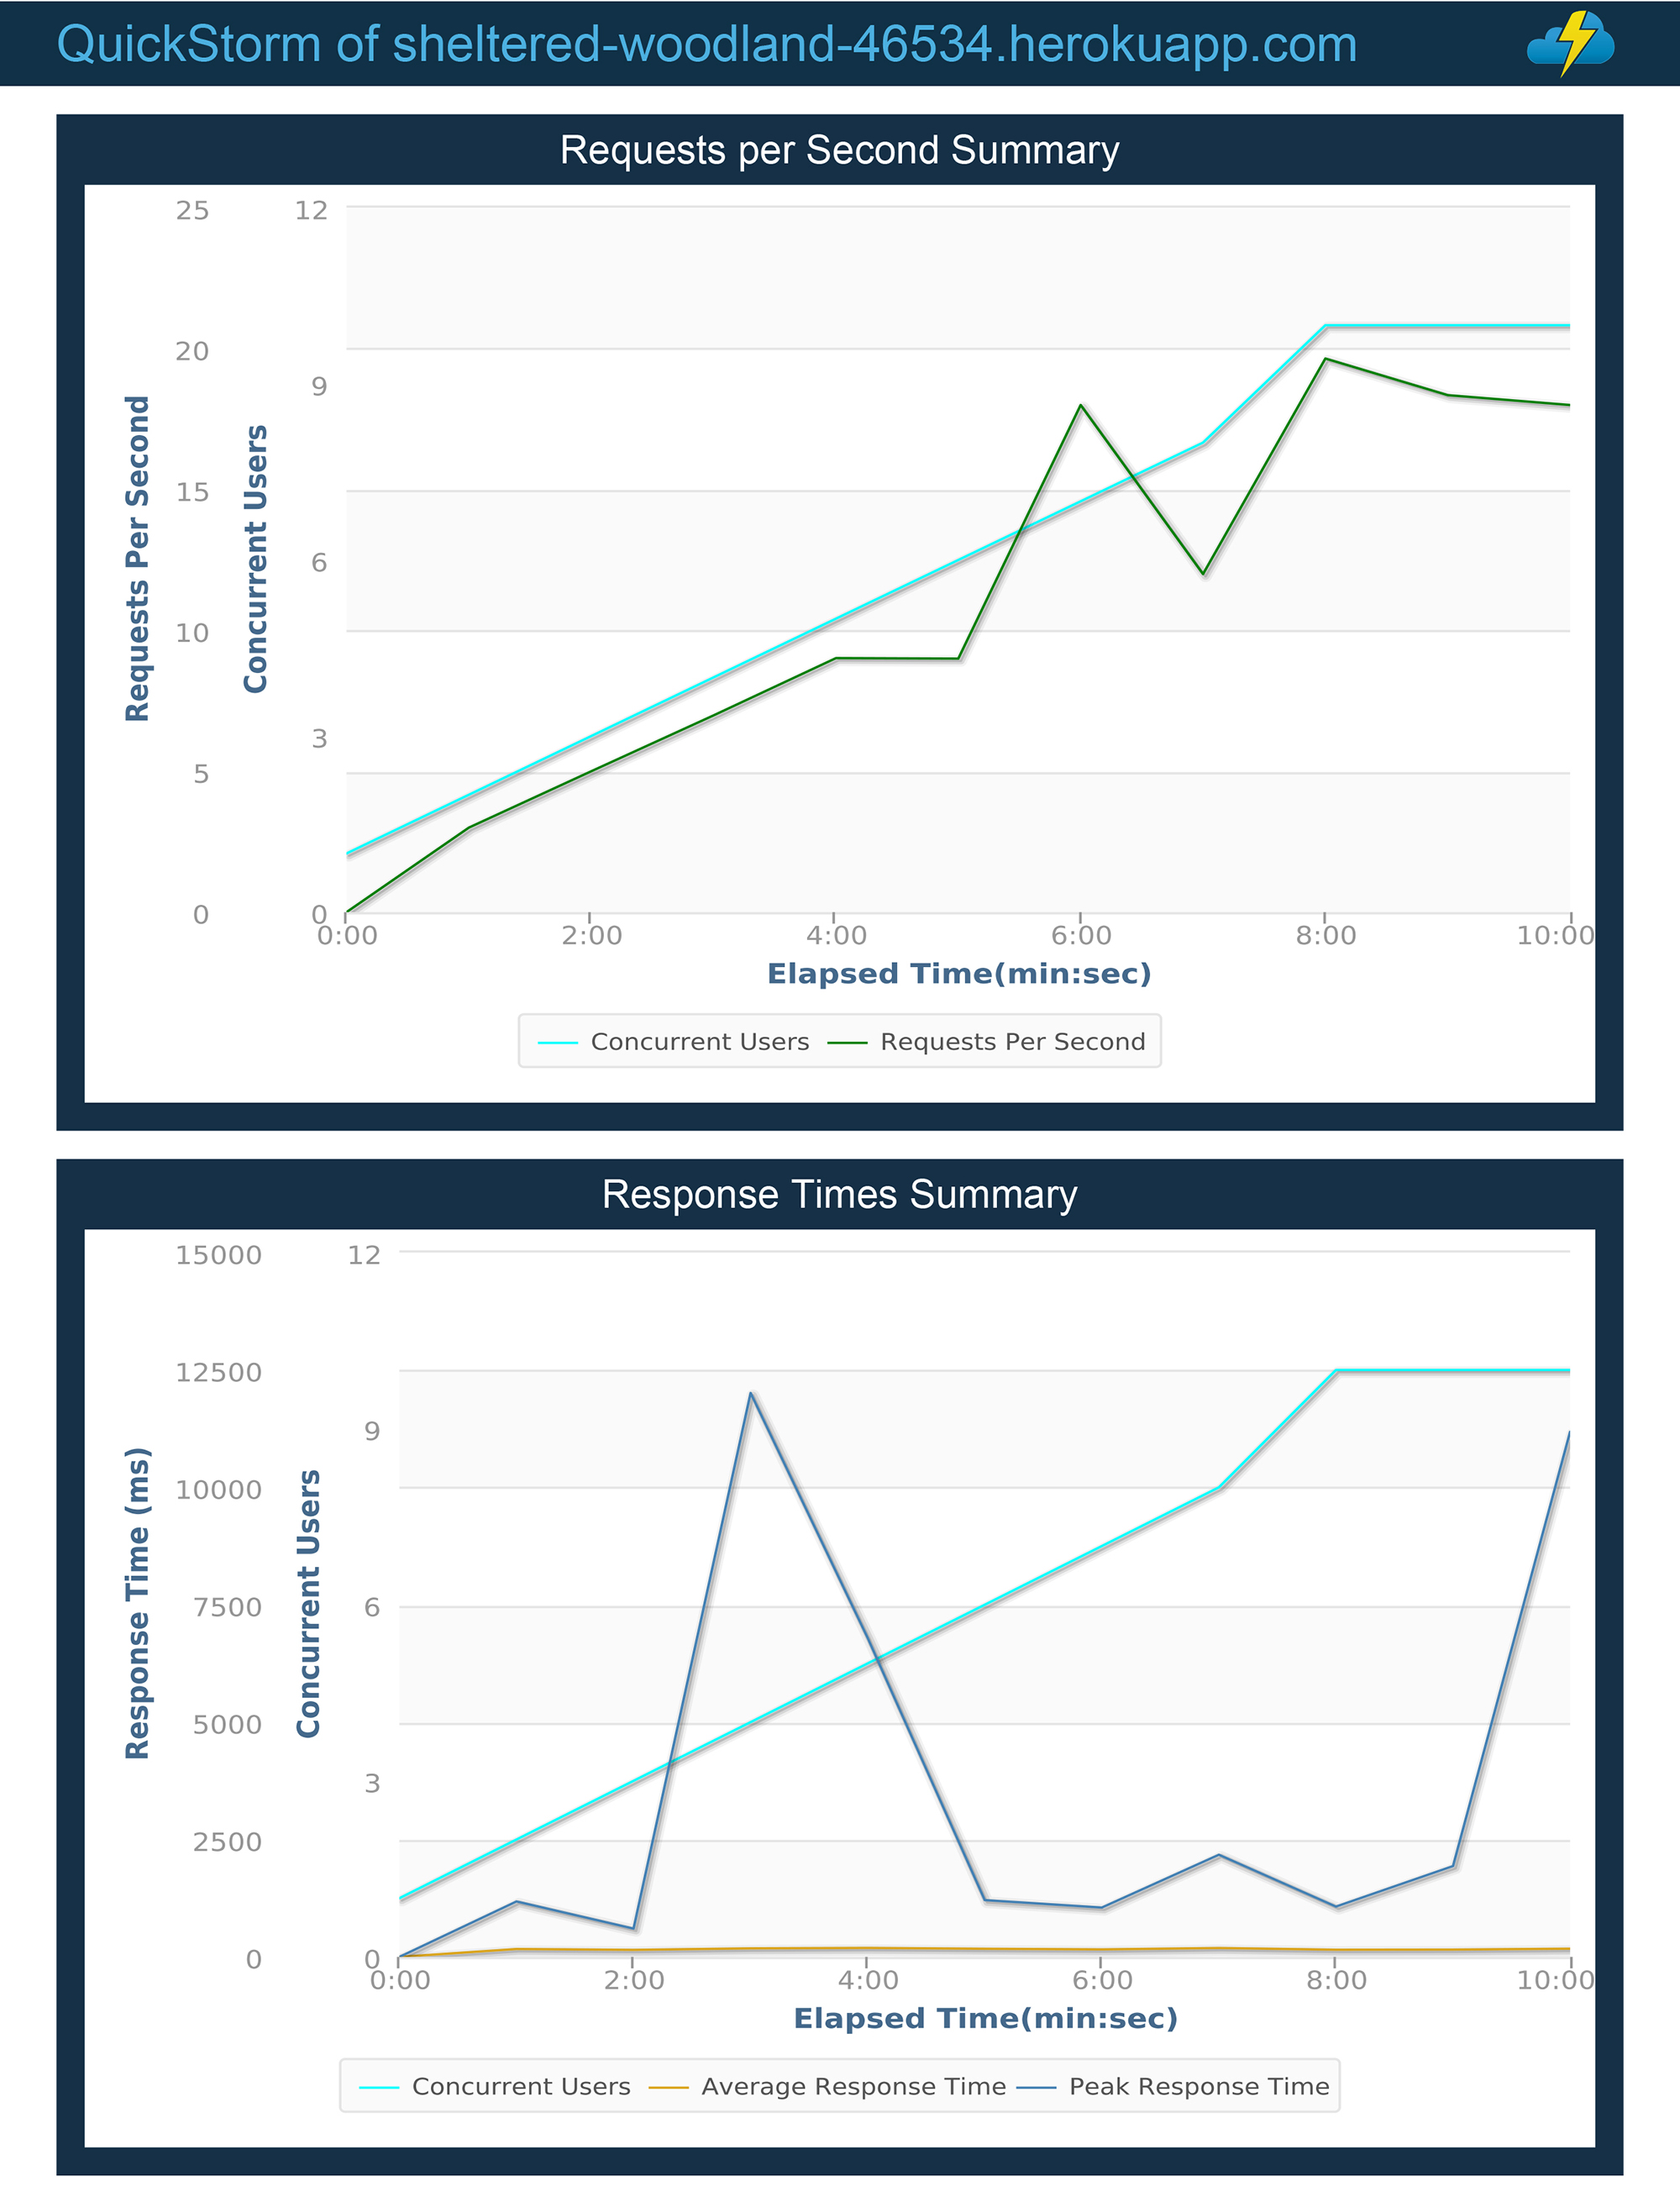 QuickStorm of sheltered-woodland-46534.herokuapp.com
Requests per Second Summary
25 12
20
9
15
6
10
3
5
0 0
Requests Per Second
Concurrent Users
0:00 2:00 4:00 6:00 8:00 10:00
Elapsed Time(min:sec)
Concurrent Users Requests Per Second
Response Times Summary
15000 12
12500
9
10000
7500 6
5000
3
2500
0 0
Response Time (ms)
Concurrent Users
0:00 2:00 4:00 6:00 8:00 10:00
Elapsed Time(min:sec)
Concurrent Users Average Response Time Peak Response Time